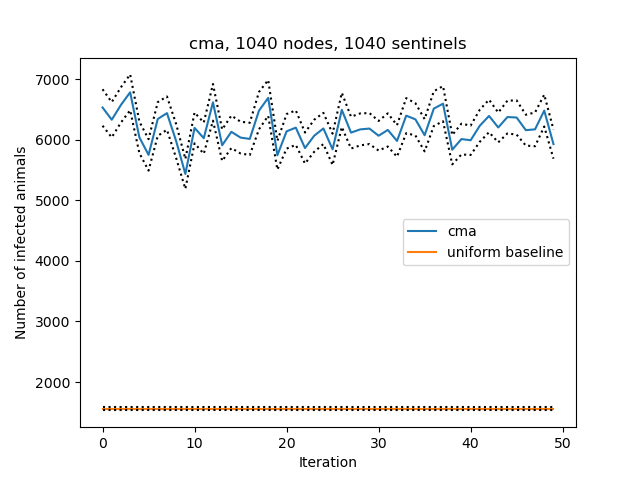 cma, 1040 nodes, 1040 sentinels
Number of infected animals
7000
6000
5000
4000
3000
2000
cma
uniform baseline
0
10
20
30
40
50
Iteration